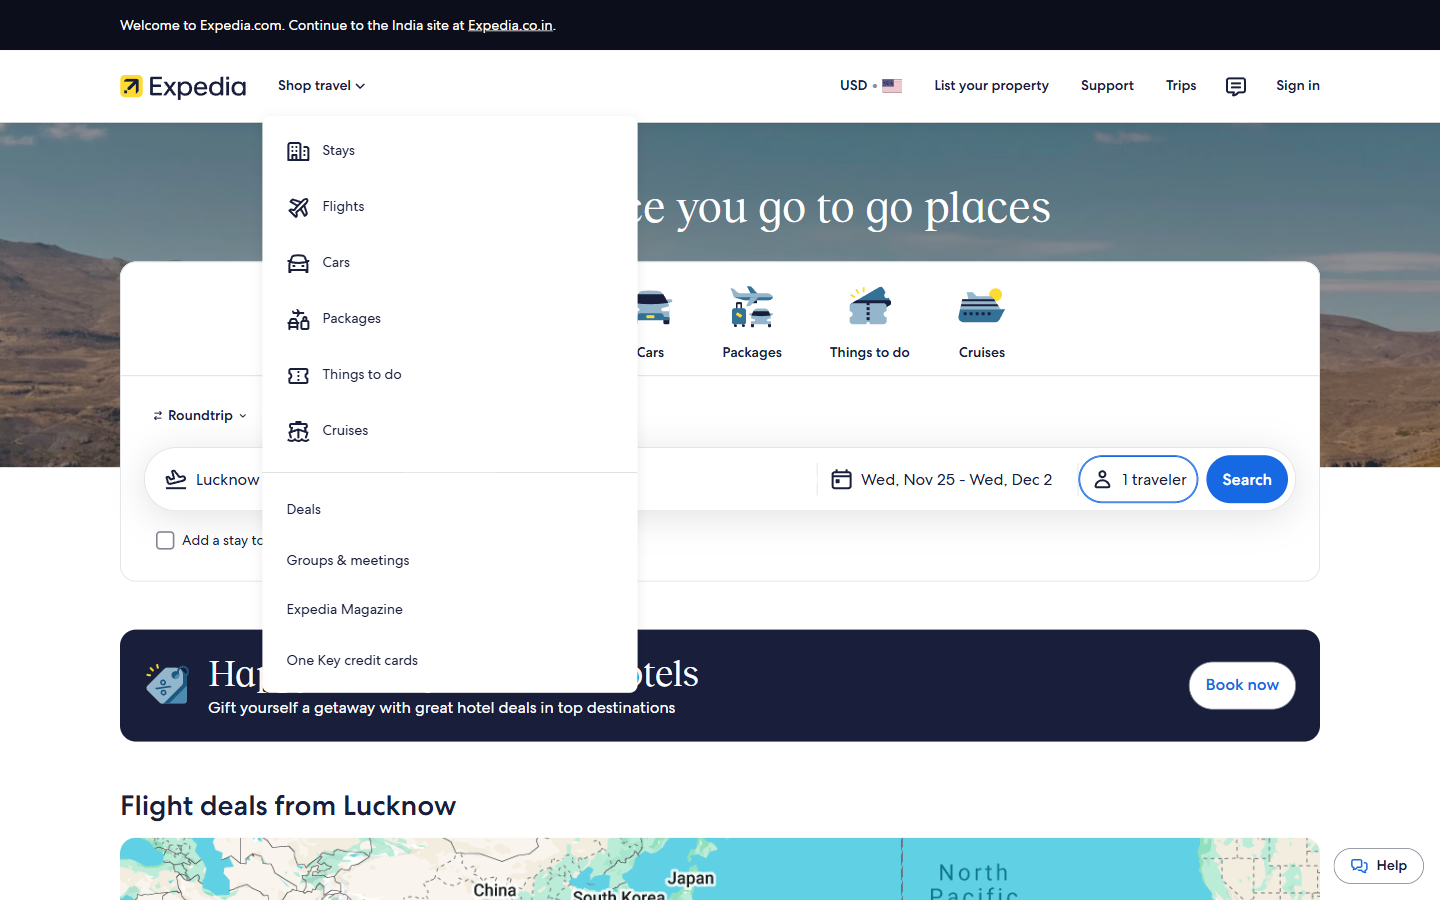 Welcome to Expedia.com. Continue to the India site at Expedia.co.in.
Expedia
Shop travel
USD
List your property
Support
Trips
Sign in
Stays
Flights
Cars
Packages
Things to do
Cruises
Deals
Groups & meetings
Expedia Magazine
One Key credit cards
you go to go places
Cars
Packages
Things to do
Cruises
Roundtrip
Lucknow
Wed, Nov 25 - Wed, Dec 2
1 traveler
Search
Add a stay
Gift yourself a getaway with great hotel deals in top destinations
Book now
Flight deals from Lucknow
China
Japan
South Korea
North
Pacific
Help